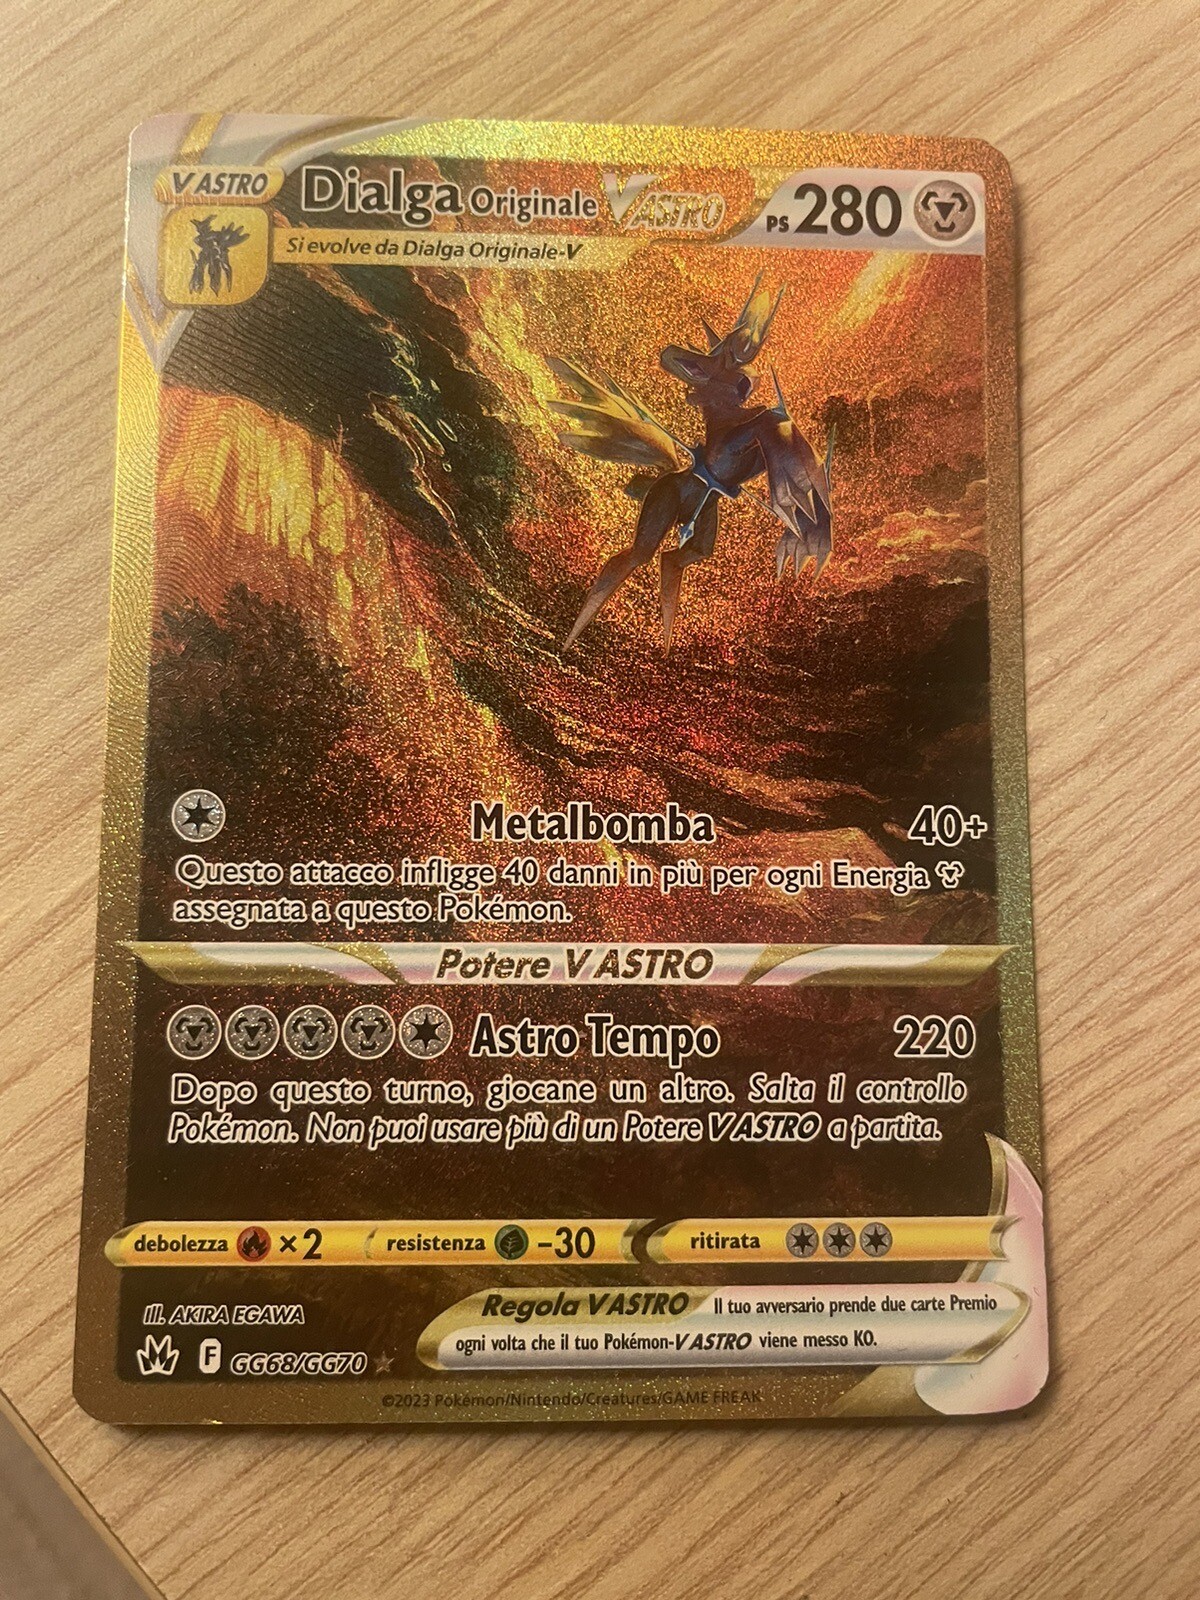 V ASTRO
Dialga Originale V ASTRO PS 280
Si evolve da Dialga Originale-V
Metalbomba 40+
Questo attacco infligge 40 danni in più per ogni Energia
assegnata a questo Pokémon.
Potere V ASTRO
Astro Tempo 220
Dopo questo turno, giocane un altro. Salta il controllo
Pokémon. Non puoi usare più di un Potere V ASTRO a partita.
debolezza ×2 resistenza -30 ritirata
Ill. AKIRA EGAWA
Regola V ASTRO Il tuo avversario prende due carte Premio
ogni volta che il tuo Pokémon-V ASTRO viene messo KO.
F GG68/GG70
©2023 Pokémon/Nintendo/Creatures/GAME FREAK